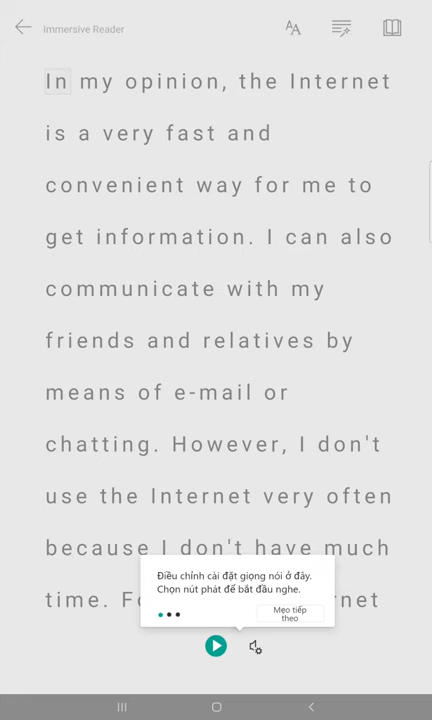 Immersive Reader
In my opinion, the Internet
is a very fast and
convenient way for me to
get information. I can also
communicate with my
friends and relatives by
means of e-mail or
chatting. However, I don't
use the Internet very often
because I don't have much
time.
Điều chỉnh cài đặt giọng nói ở đây.
Chọn nút phát để bắt đầu nghe.
Mẹo tiếp
theo